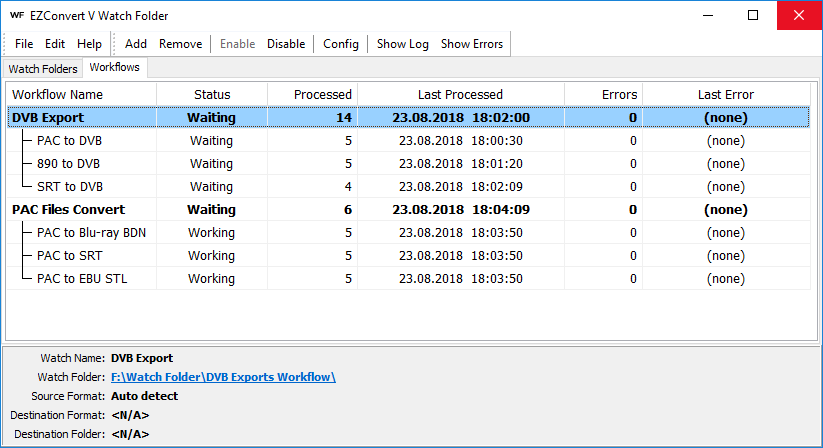 WF EZConvert V Watch Folder
File Edit Help Add Remove Enable Disable Config Show Log Show Errors
Watch Folders Workflows
Workflow Name Status Processed Last Processed Errors Last Error
DVB Export Waiting 14 23.08.2018 18:02:00 0 (none)
PAC to DVB Waiting 5 23.08.2018 18:00:30 0 (none)
890 to DVB Waiting 5 23.08.2018 18:01:20 0 (none)
SRT to DVB Waiting 4 23.08.2018 18:02:09 0 (none)
PAC Files Convert Waiting 6 23.08.2018 18:04:09 0 (none)
PAC to Blu-ray BDN Working 5 23.08.2018 18:03:50 0 (none)
PAC to SRT Working 5 23.08.2018 18:03:50 0 (none)
PAC to EBU STL Working 5 23.08.2018 18:03:50 0 (none)
Watch Name: DVB Export
Watch Folder: F:\Watch Folder\DVB Exports Workflow\
Source Format: Auto detect
Destination Format: <N/A>
Destination Folder: <N/A>